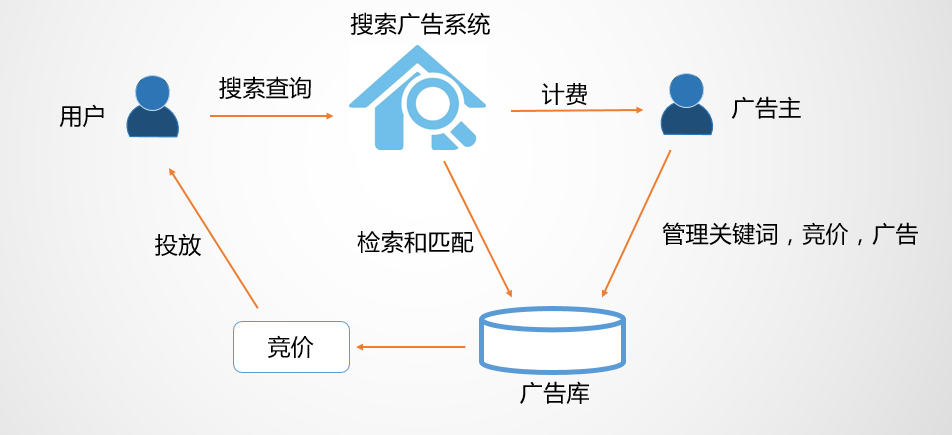 搜索广告系统
用户
搜索查询
计费
广告主
投放
检索和匹配
管理关键词，竞价，广告
竞价
广告库